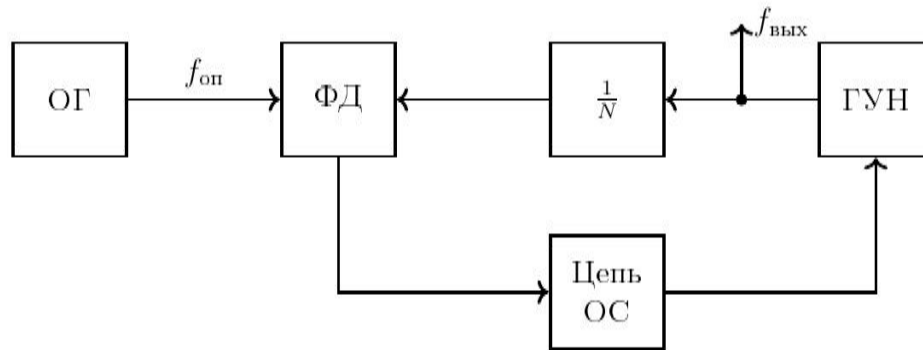 f_вых
ОГ
f_оп
ФД
1/N
ГУН
Цепь
ОС